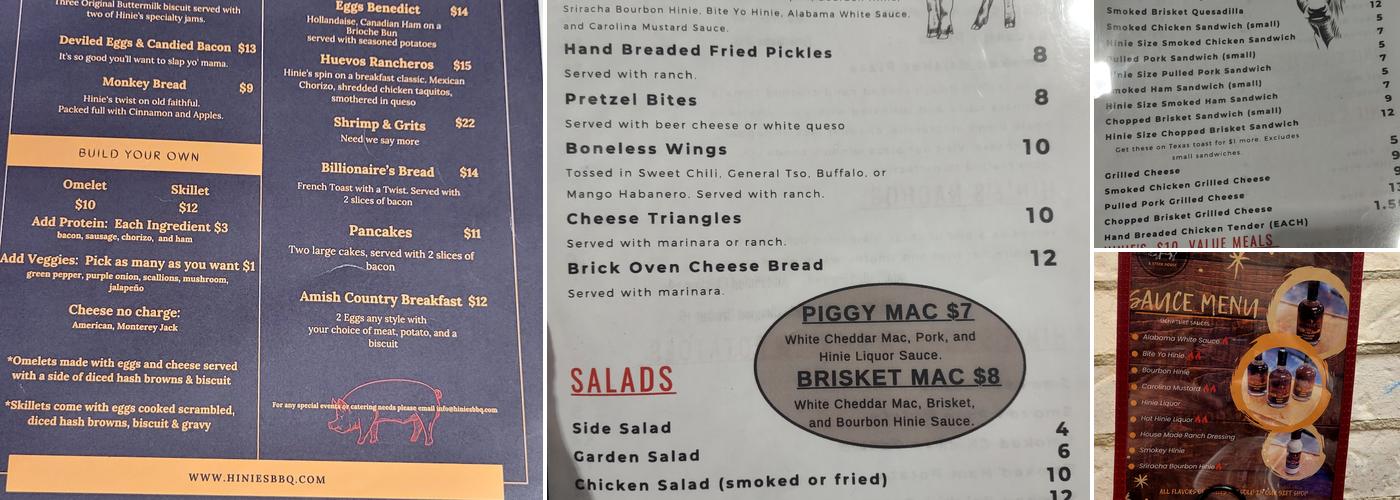 Three Original Buttermilk biscuit served with
two of Hinie's specialty jams.
Deviled Eggs & Candied Bacon $13
It's so good you'll want to slap yo' mama.
Monkey Bread $9
Hinie's twist on old faithful.
Packed full with Cinnamon and Apples.
BUILD YOUR OWN
Omelet Skillet
$10 $12
Add Protein: Each Ingredient $3
bacon, sausage, chorizo, and ham
Add Veggies: Pick as many as you want $1
green pepper, purple onion, scallions, mushroom,
jalapeño
Cheese no charge:
American, Monterey Jack
*Omelets made with eggs and cheese served
with a side of diced hash browns & biscuit
*Skillets come with eggs cooked scrambled,
diced hash browns, biscuit & gravy
Eggs Benedict $14
Hollandaise, Canadian Ham on a
Brioche Bun
served with seasoned potatoes
Huevos Rancheros $15
Hinie's spin on a breakfast classic, Mexican
Chorizo, shredded chicken taquitos,
smothered in queso
Shrimp & Grits $22
Need we say more
Billionaire's Bread $14
French Toast with a Twist. Served with
2 slices of bacon
Pancakes $11
Two large cakes, served with 2 slices of
bacon
Amish Country Breakfast $12
2 Eggs any style with
your choice of meat, potato, and a
biscuit
For any special events or catering needs please email info@hiniesbbq.com
WWW.HINIESBBQ.COM
Sriracha Bourbon Hinie, Bite Yo Hinie, Alabama White Sauce,
and Carolina Mustard Sauce.
Hand Breaded Fried Pickles 8
Served with ranch.
Pretzel Bites 8
Served with beer cheese or white queso
Boneless Wings 10
Tossed in Sweet Chili, General Tso, Buffalo, or
Mango Habanero. Served with ranch.
Cheese Triangles 10
Served with marinara or ranch.
Brick Oven Cheese Bread 12
Served with marinara.
PIGGY MAC $7
White Cheddar Mac, Pork, and
Hinie Liquor Sauce.
BRISKET MAC $8
White Cheddar Mac, Brisket,
and Bourbon Hinie Sauce.
SALADS
Side Salad 4
Garden Salad 6
Chicken Salad (smoked or fried) 10
12
Smoked Brisket Quesadilla 12
Smoked Chicken Sandwich (small) 5
Hinie Size Smoked Chicken Sandwich 7
Pulled Pork Sandwich (small) 5
Hinie Size Pulled Pork Sandwich 7
Smoked Ham Sandwich (small) 5
Hinie Size Smoked Ham Sandwich 7
Chopped Brisket Sandwich (small) 9
Hinie Size Chopped Brisket Sandwich 12
Get these on Texas toast for $1 more. Excludes
small sandwiches.
Grilled Cheese 5
Smoked Chicken Grilled Cheese 9
Pulled Pork Grilled Cheese
Chopped Brisket Grilled Cheese
Hand Breaded Chicken Tender (EACH)
HINIE'S $10 VALUE MEALS
SAUCE MENU
SIGNATURE SAUCES
Alabama White Sauce
Bite Yo Hinie
Bourbon Hinie
Carolina Mustard
Hinie Liquor
Hot Hinie Liquor
House Made Ranch Dressing
Smokey Hinie
Sriracha Bourbon Hinie
ALL FLAVORS OF SOLD IN OUR GIFT SHOP